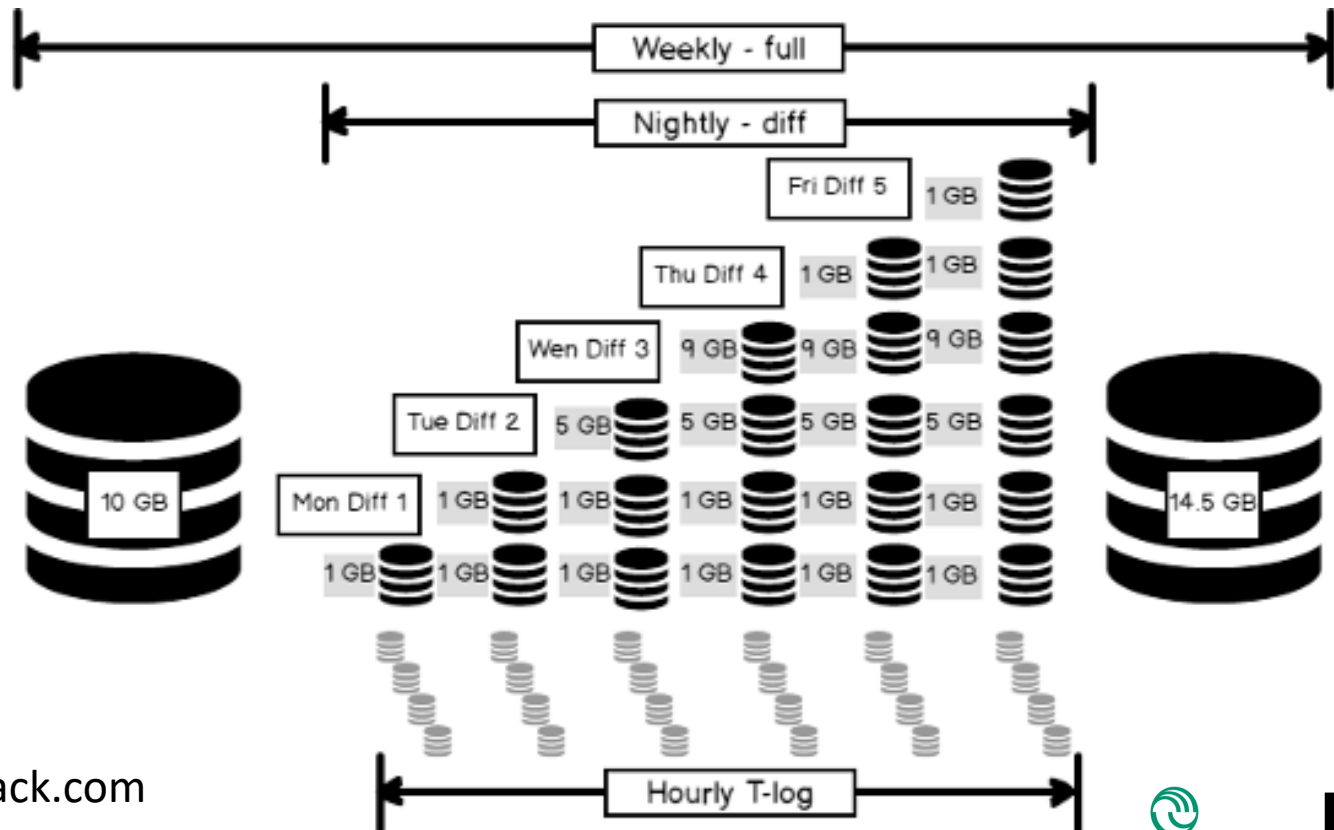 Weekly - full
Nightly - diff
Fri Diff 5
1 GB
Thu Diff 4
1 GB
1 GB
Wen Diff 3
9 GB
9 GB
9 GB
Tue Diff 2
5 GB
5 GB
5 GB
5 GB
10 GB
Mon Diff 1
1 GB
1 GB
1 GB
1 GB
1 GB
14.5 GB
1 GB
1 GB
1 GB
1 GB
1 GB
1 GB
Hourly T-log
ack.com